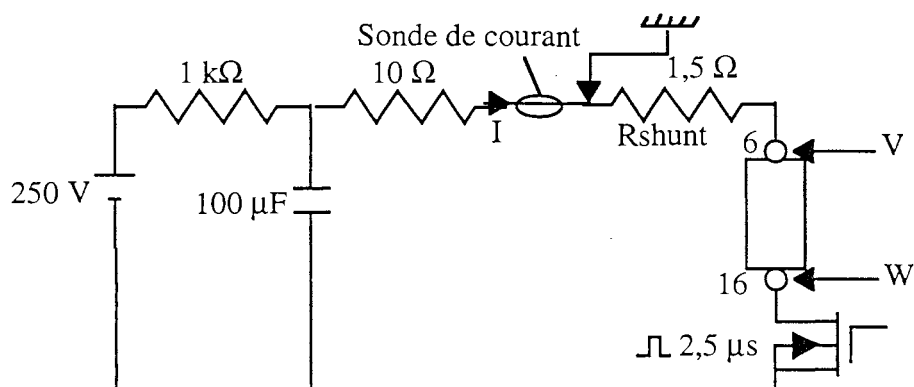 Sonde de courant
1 kΩ
10 Ω
1,5 Ω
I
Rshunt
6
V
250 V
100 µF
16
W
2,5 µs